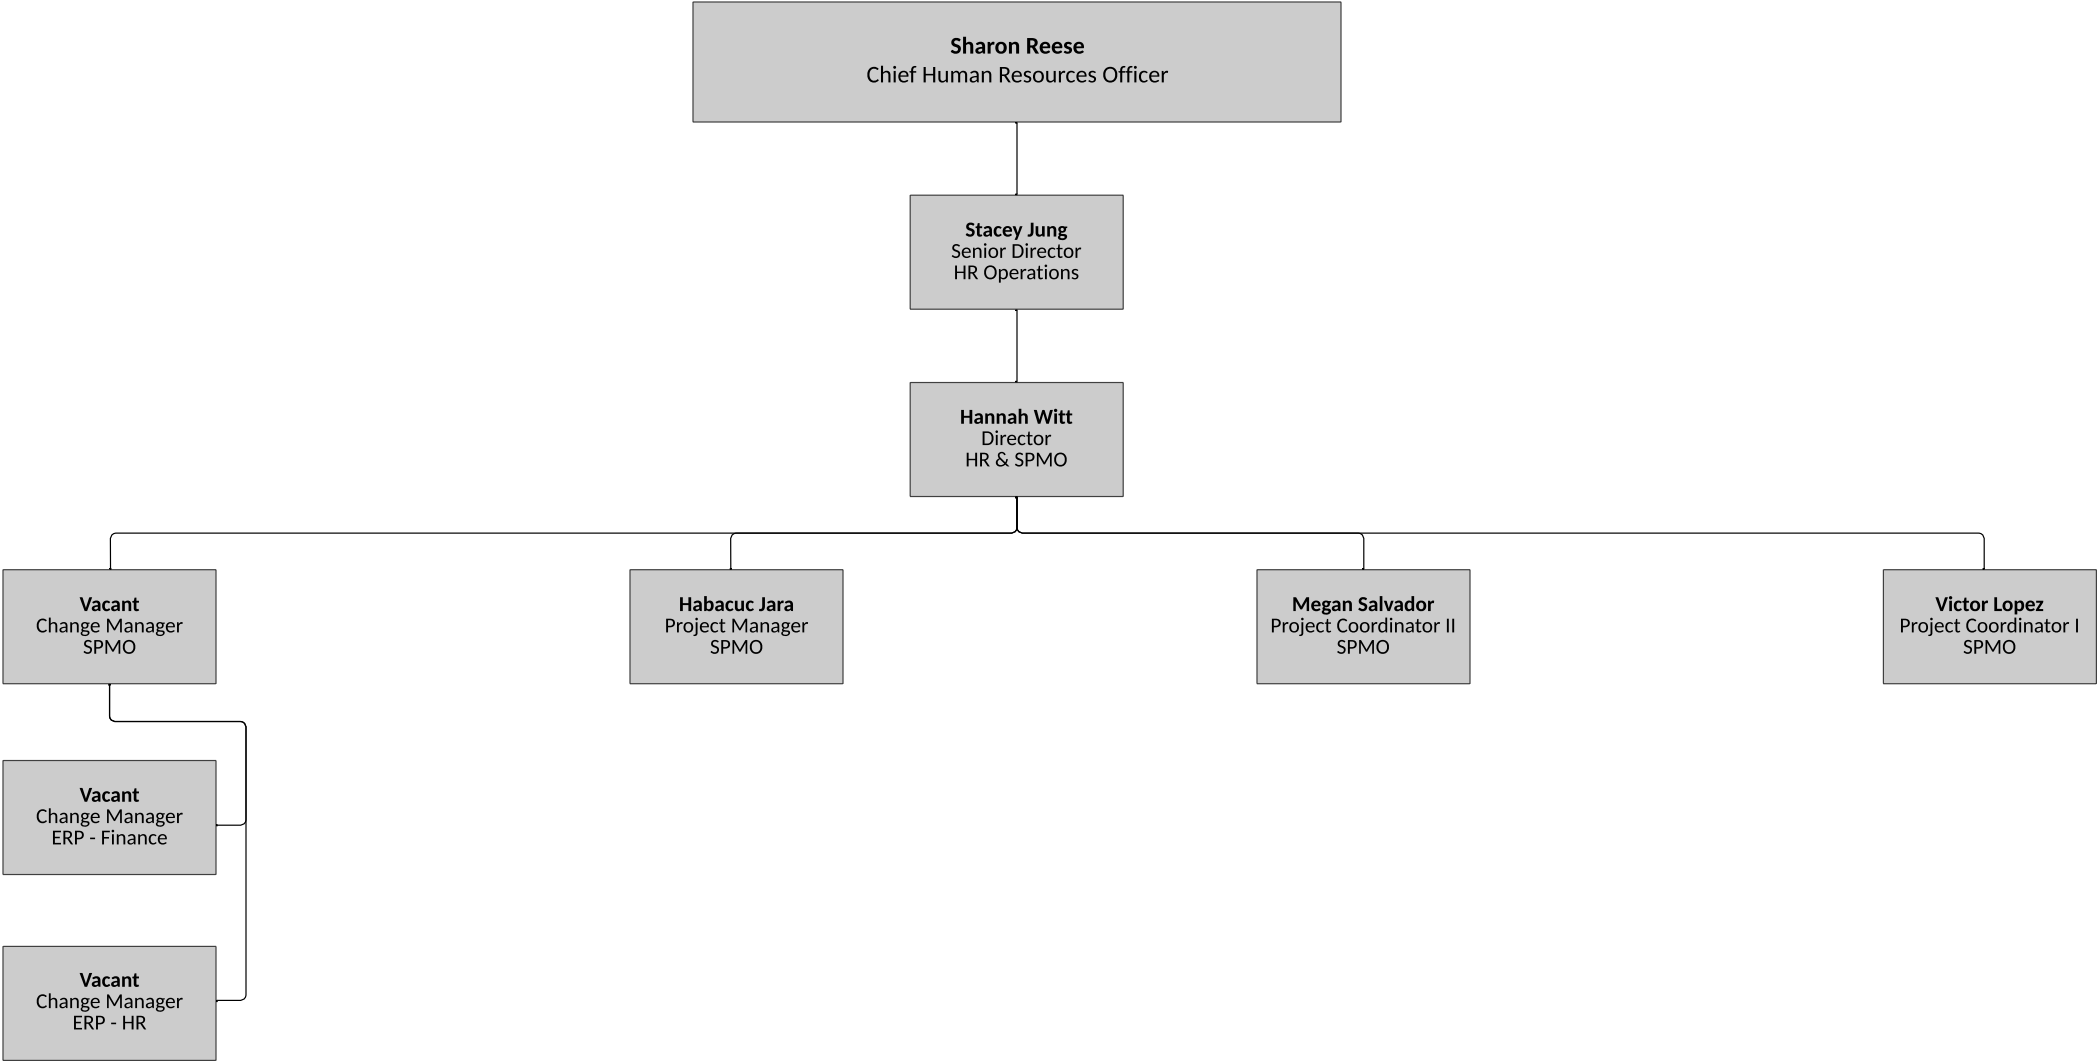 Sharon Reese
Chief Human Resources Officer
Stacey Jung
Senior Director
HR Operations
Hannah Witt
Director
HR & SPMO
Vacant
Change Manager
SPMO
Habacuc Jara
Project Manager
SPMO
Megan Salvador
Project Coordinator II
SPMO
Victor Lopez
Project Coordinator I
SPMO
Vacant
Change Manager
ERP - Finance
Vacant
Change Manager
ERP - HR